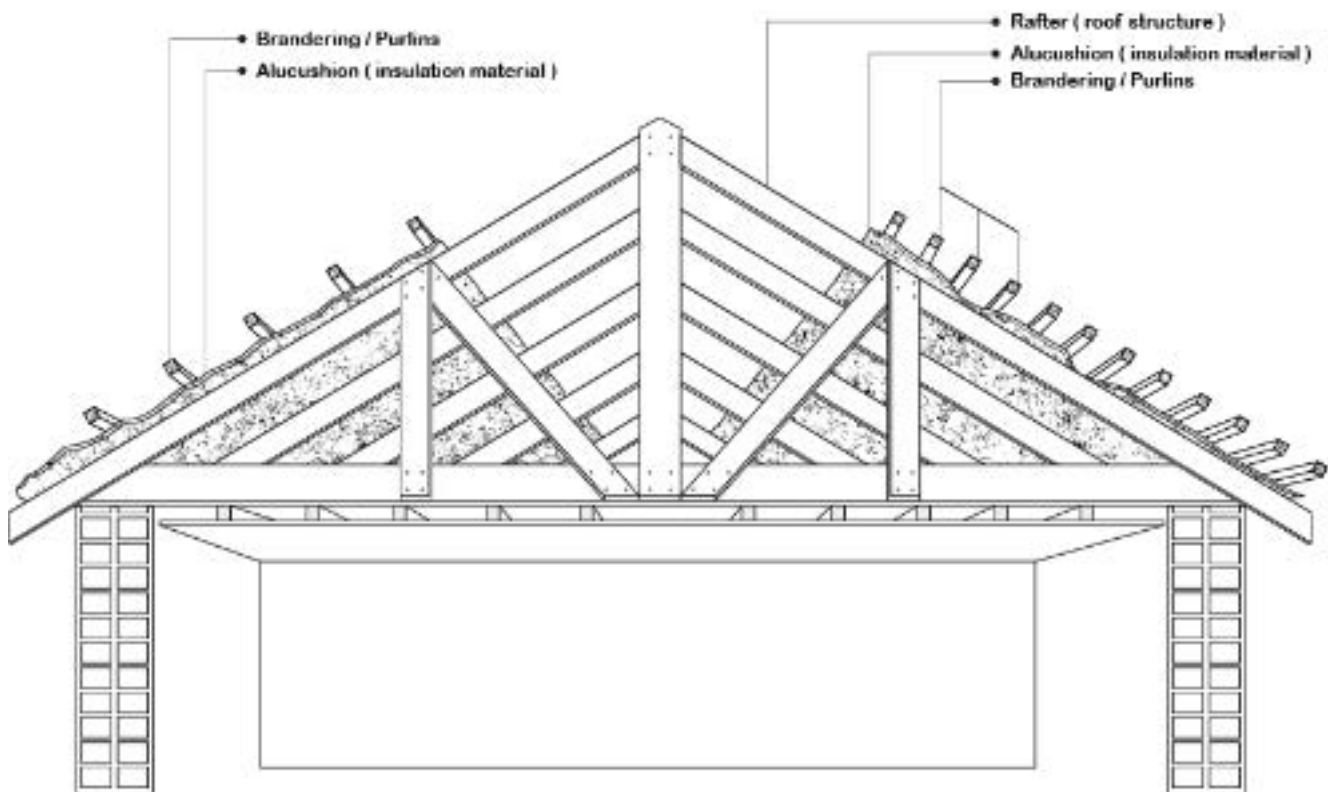 Brandering / Purlins
Alucushion ( insulation material )
Rafter ( roof structure )
Alucushion ( insulation material )
Brandering / Purlins